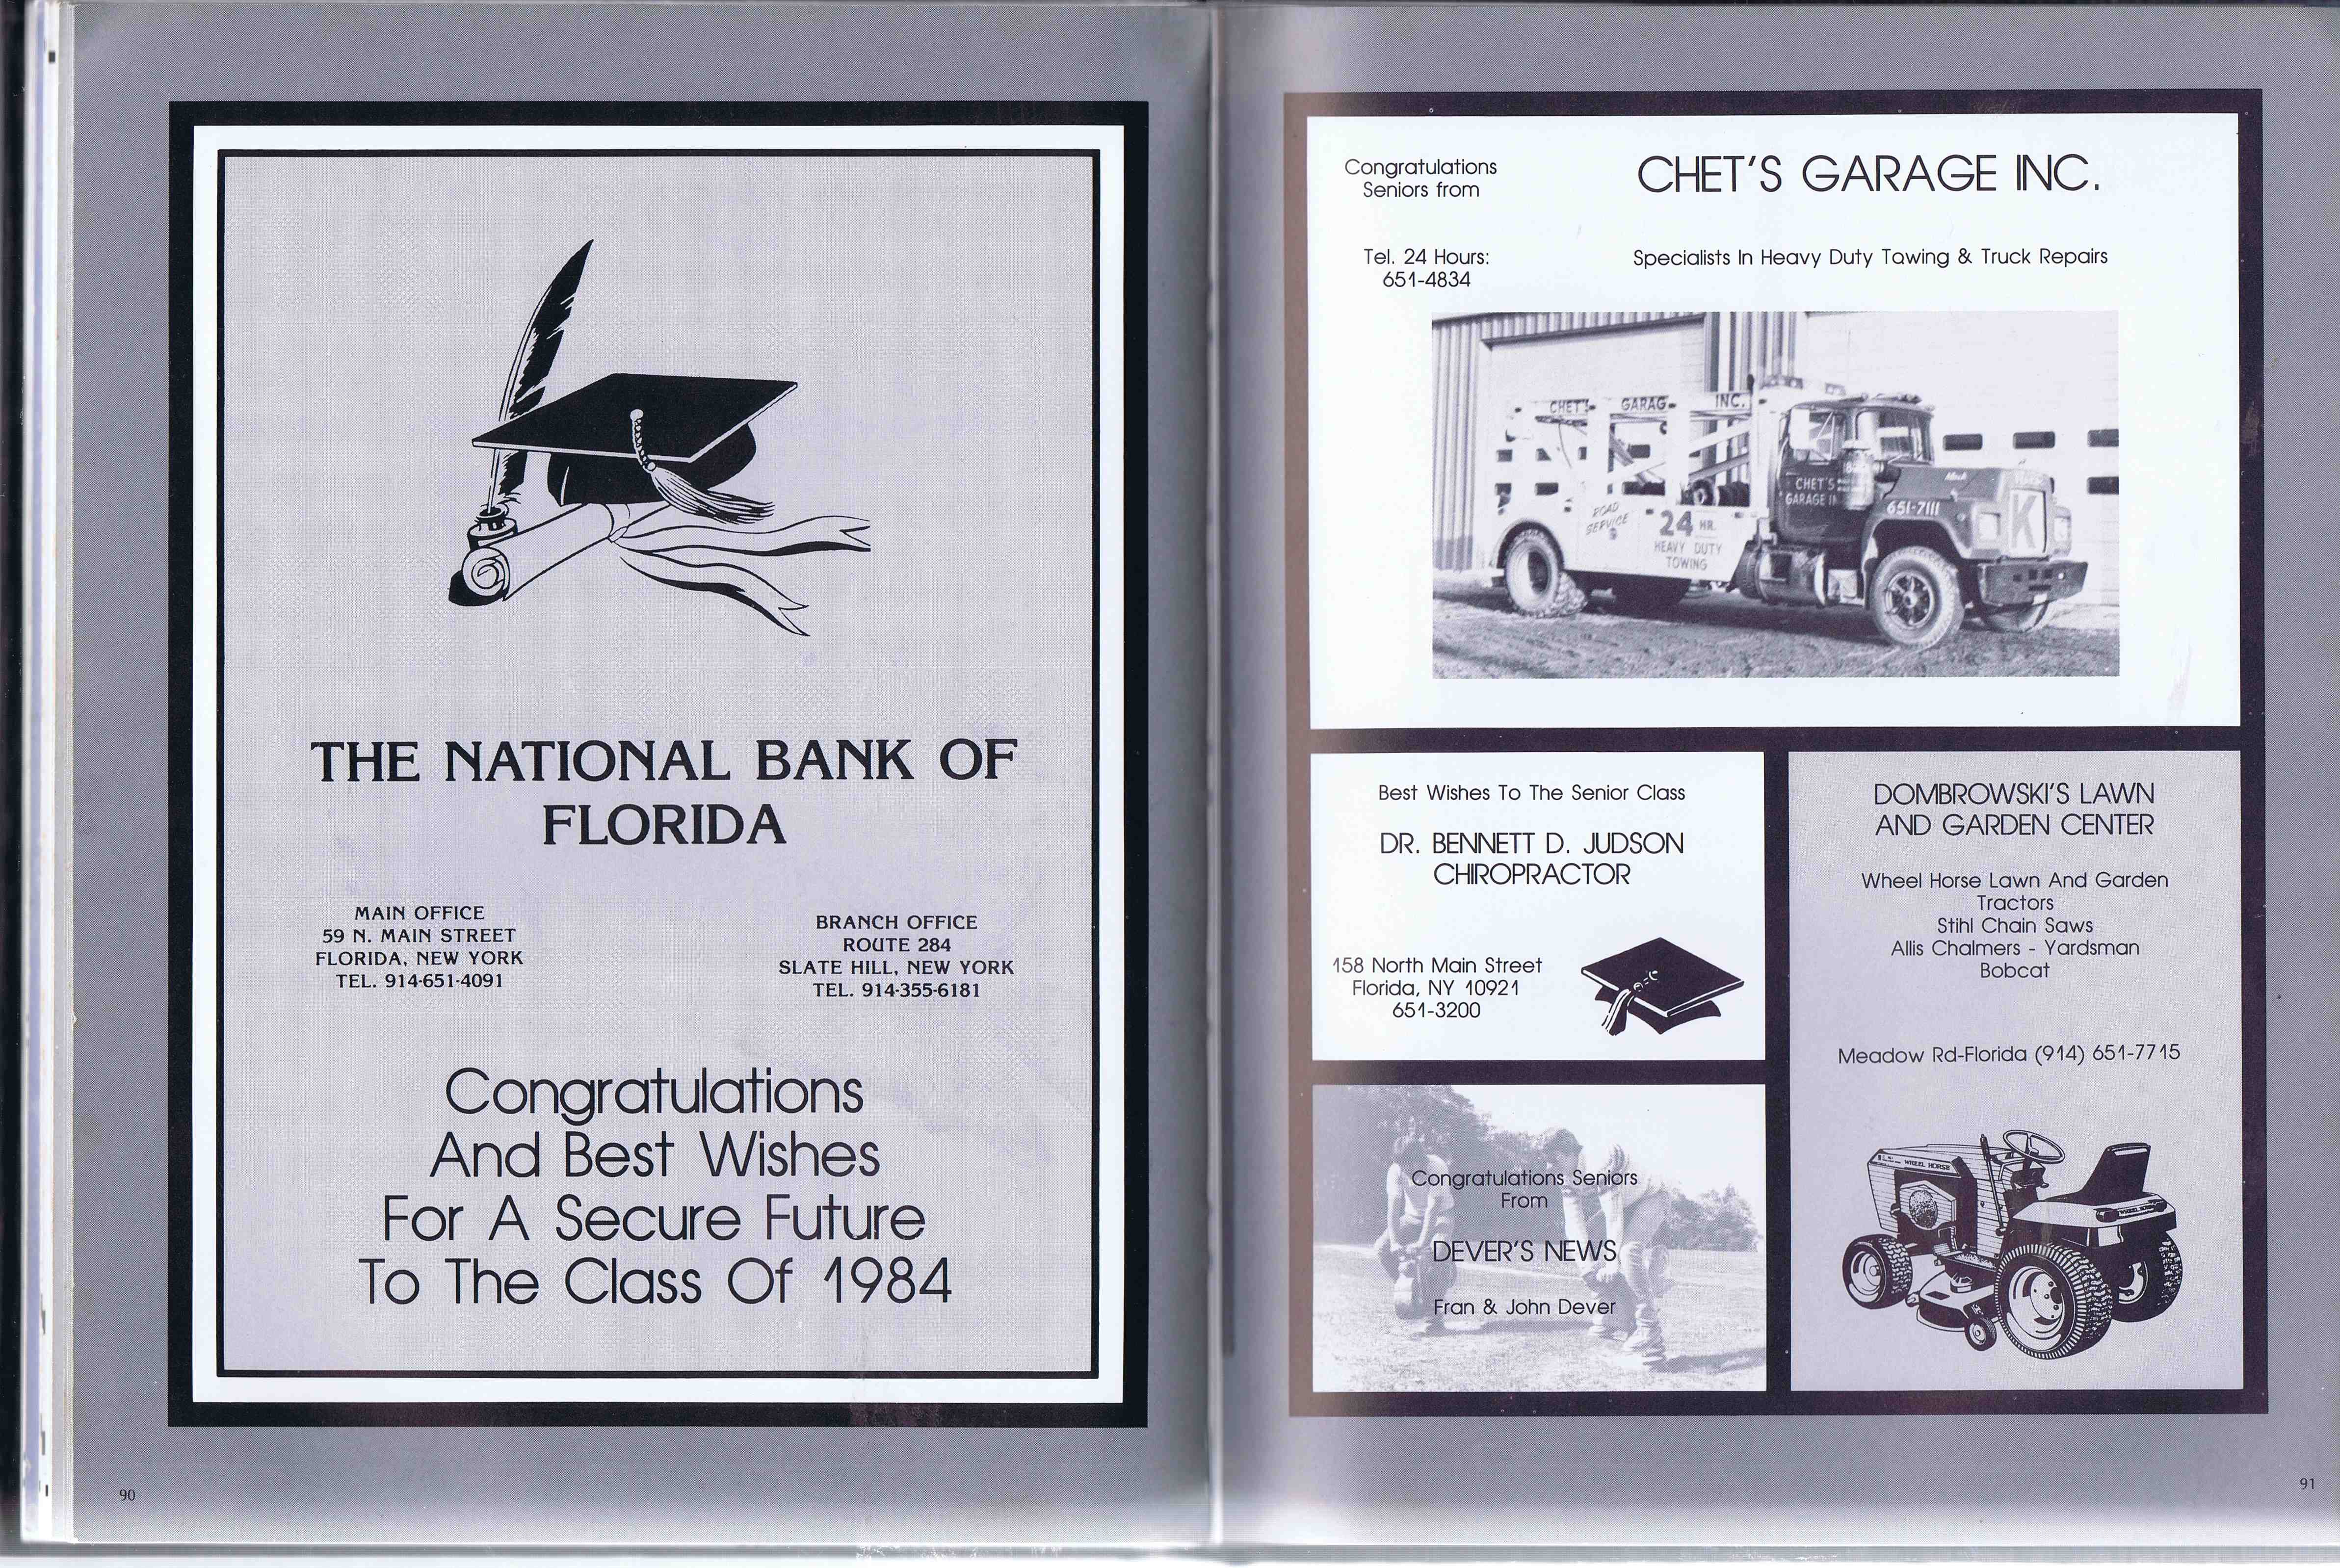 THE NATIONAL BANK OF
FLORIDA
MAIN OFFICE
59 N. MAIN STREET
FLORIDA, NEW YORK
TEL. 914-651-4091
BRANCH OFFICE
ROUTE 284
SLATE HILL, NEW YORK
TEL. 914-355-6181
Congratulations
And Best Wishes
For A Secure Future
To The Class Of 1984
90
Congratulations
Seniors from
CHET'S GARAGE INC.
Tel. 24 Hours:
651-4834
Specialists In Heavy Duty Towing & Truck Repairs
CHET'S GARAG INC.
CHET'S
GARAGE IN
651-7111
ROAD
SERVICE
24 HR.
HEAVY DUTY
TOWING
K
Best Wishes To The Senior Class
DR. BENNETT D. JUDSON
CHIROPRACTOR
158 North Main Street
Florida, NY 10921
651-3200
Congratulations Seniors
From
DEVER'S NEWS
Fran & John Dever
DOMBROWSKI'S LAWN
AND GARDEN CENTER
Wheel Horse Lawn And Garden
Tractors
Stihl Chain Saws
Allis Chalmers - Yardsman
Bobcat
Meadow Rd-Florida (914) 651-7715
WHEEL HORSE
WHEEL HORSE
91